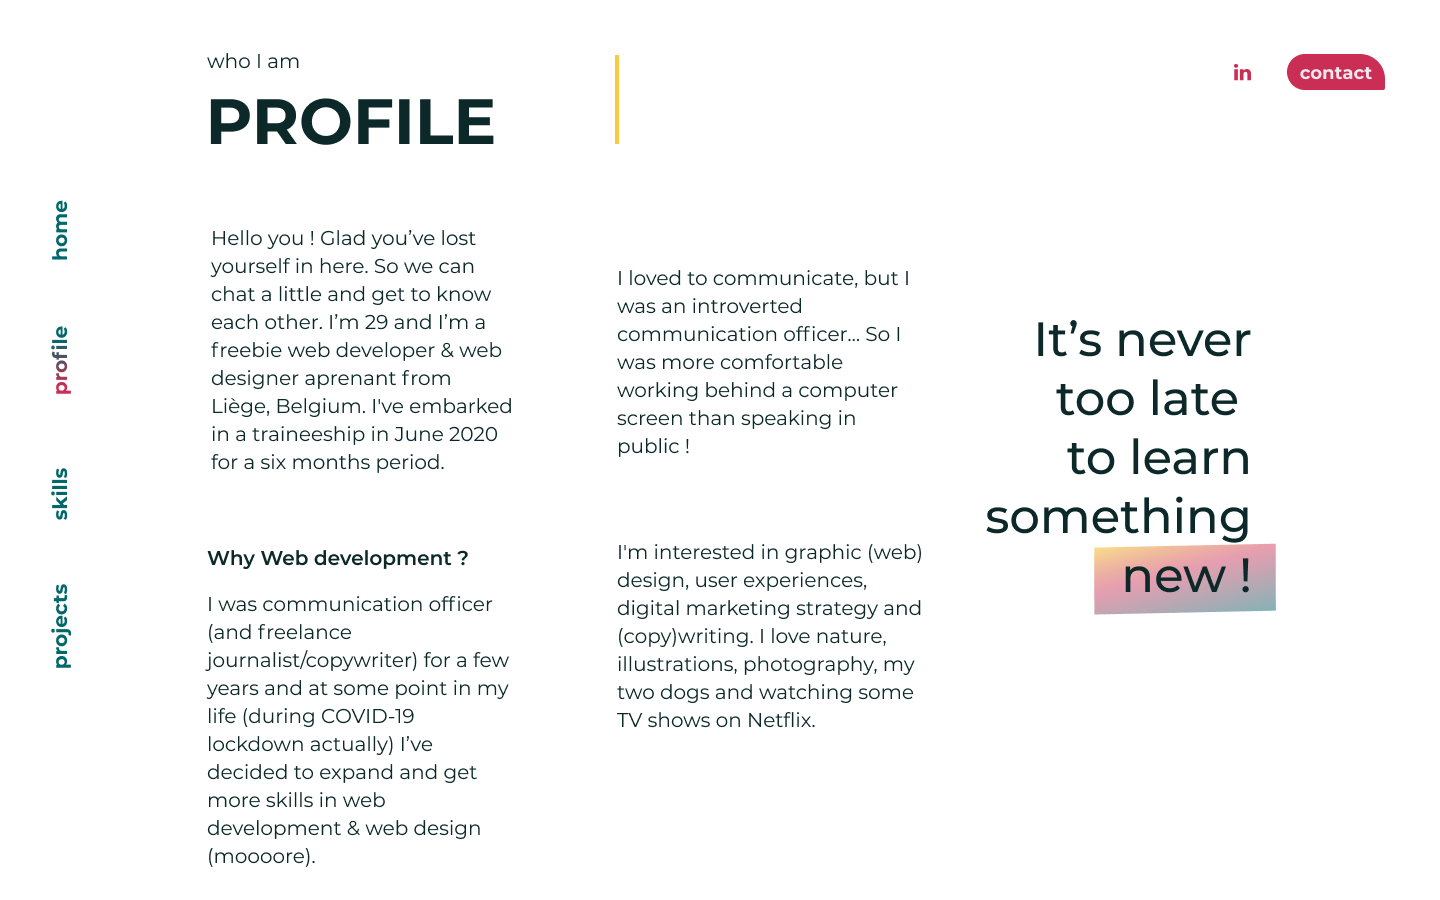 who I am
PROFILE
in
contact
home
profile
skills
projects
Hello you ! Glad you’ve lost
yourself in here. So we can
chat a little and get to know
each other. I’m 29 and I’m a
freebie web developer & web
designer aprenant from
Liège, Belgium. I've embarked
in a traineeship in June 2020
for a six months period.
Why Web development ?
I was communication officer
(and freelance
journalist/copywriter) for a few
years and at some point in my
life (during COVID-19
lockdown actually) I’ve
decided to expand and get
more skills in web
development & web design
(moooore).
I loved to communicate, but I
was an introverted
communication officer... So I
was more comfortable
working behind a computer
screen than speaking in
public !
I'm interested in graphic (web)
design, user experiences,
digital marketing strategy and
(copy)writing. I love nature,
illustrations, photography, my
two dogs and watching some
TV shows on Netflix.
It’s never
too late
to learn
something
new !